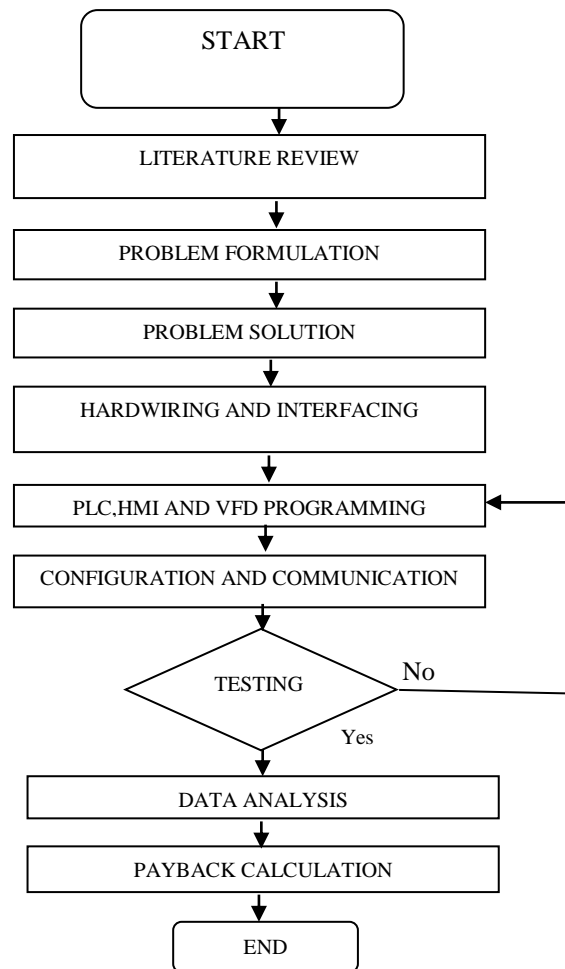 START
LITERATURE REVIEW
PROBLEM FORMULATION
PROBLEM SOLUTION
HARDWIRING AND INTERFACING
PLC,HMI AND VFD PROGRAMMING
CONFIGURATION AND COMMUNICATION
TESTING
No
Yes
DATA ANALYSIS
PAYBACK CALCULATION
END